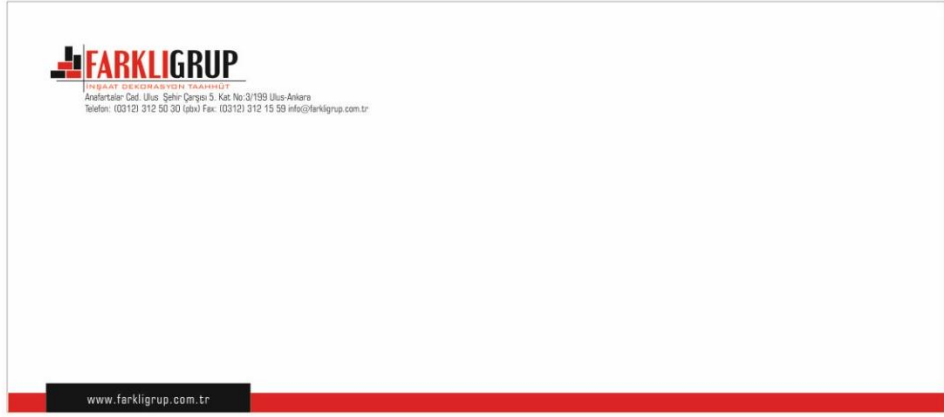 FARKLIGRUP
İNŞAAT DEKORASYON TAAHHÜT
Anafartalar Cad. Ulus Şehir Çarşısı 5. Kat No:3/199 Ulus-Ankara
Telefon: (0312) 312 50 30 (pbx) Fax: (0312) 312 15 59 info@farkligrup.com.tr
www.farkligrup.com.tr